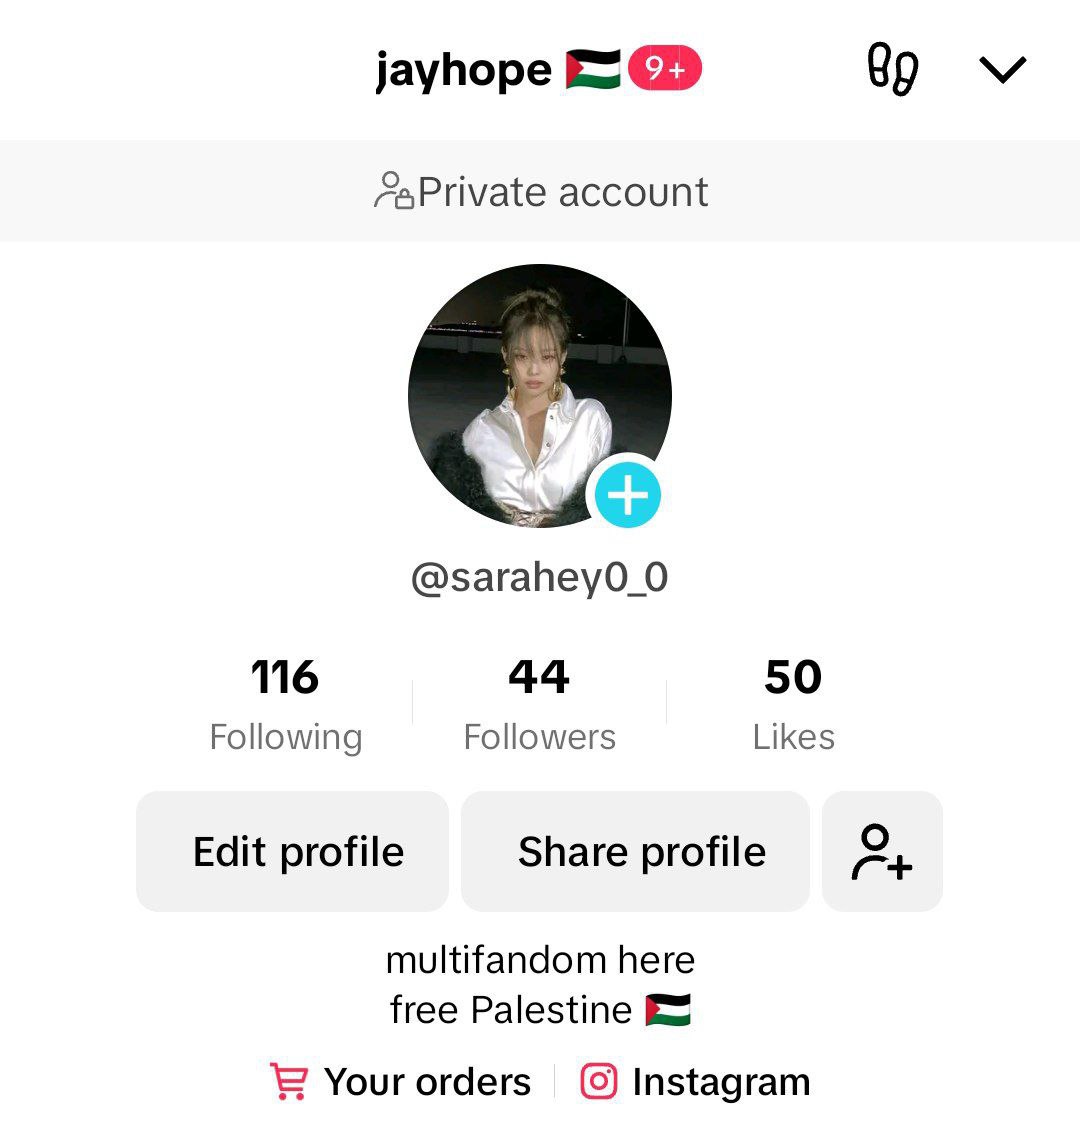 jayhope 🇵🇸 9+
Private account
@sarahey0_0
116 44 50
Following Followers Likes
Edit profile Share profile
multifandom here
free Palestine 🇵🇸
Your orders Instagram